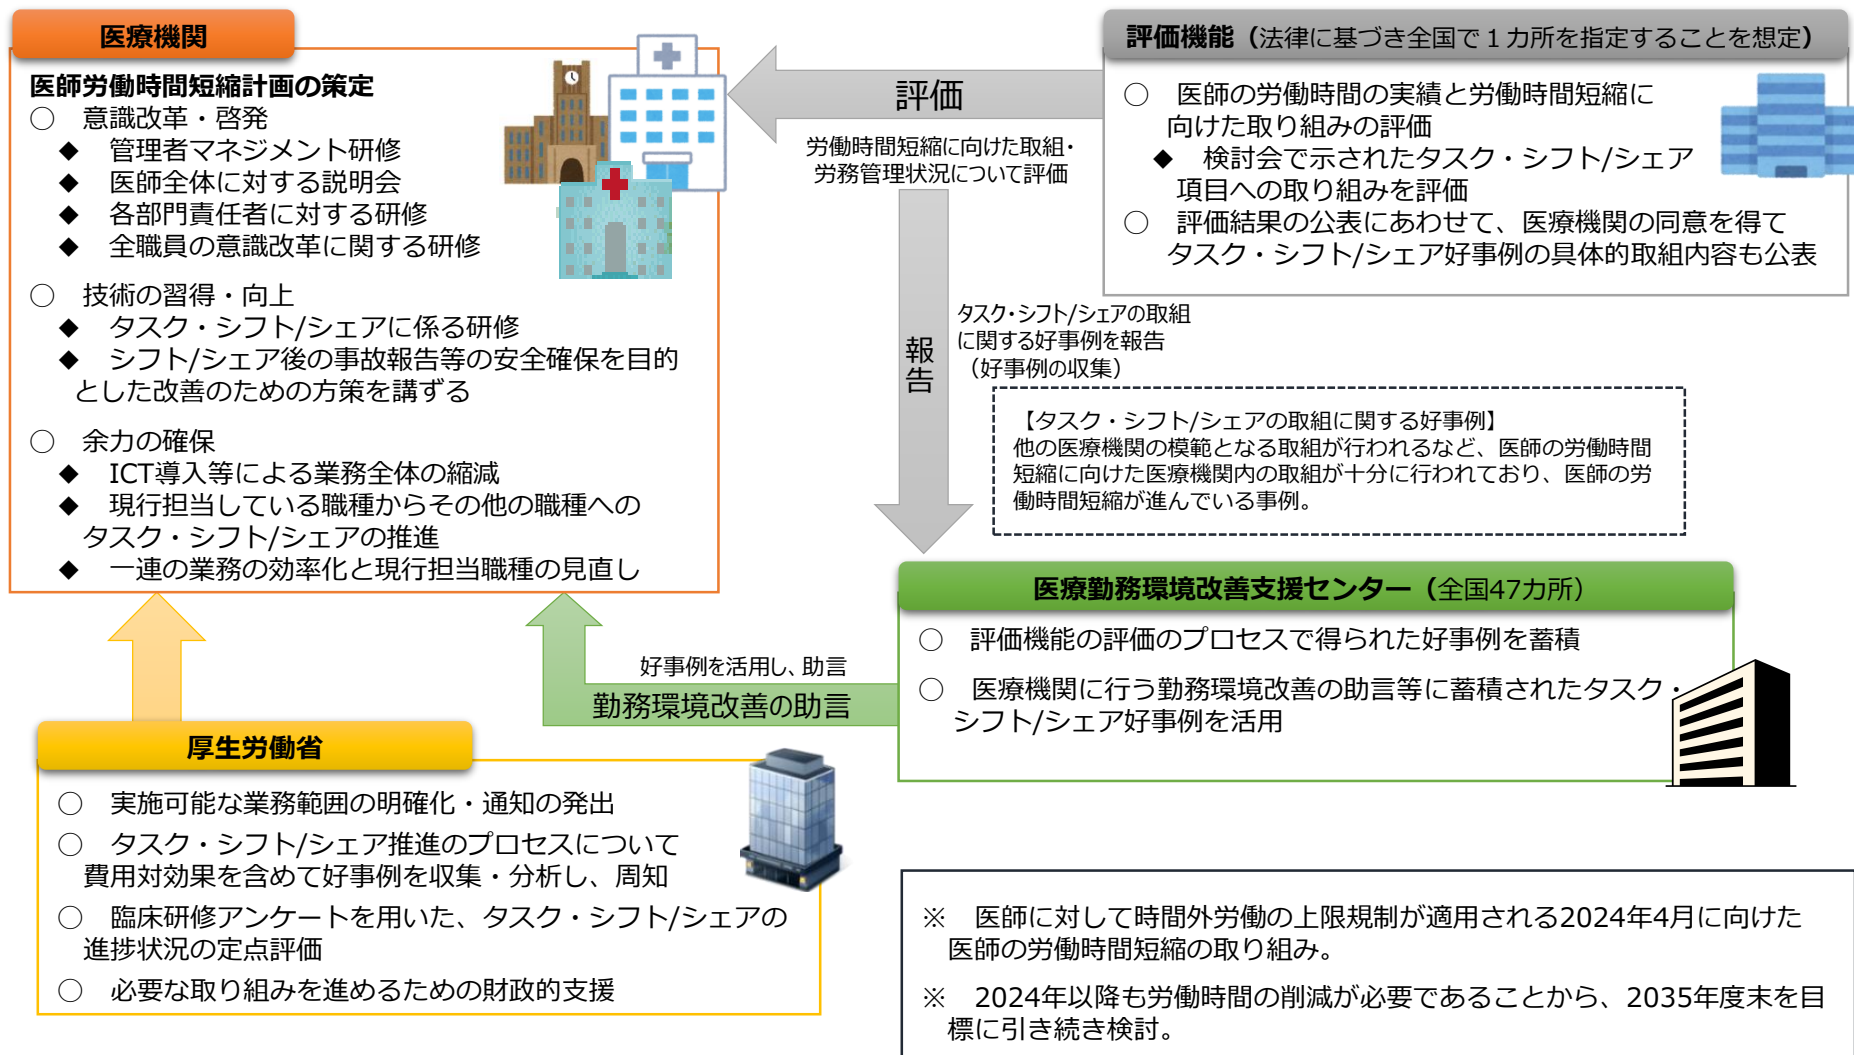 医療機関
医師労働時間短縮計画の策定
○　意識改革・啓発
◆　管理者マネジメント研修
◆　医師全体に対する説明会
◆　各部門責任者に対する研修
◆　全職員の意識改革に関する研修
○　技術の習得・向上
◆　タスク・シフト/シェアに係る研修
◆　シフト/シェア後の事故報告等の安全確保を目的
とした改善のための方策を講ずる
○　余力の確保
◆　ICT導入等による業務全体の縮減
◆　現行担当している職種からその他の職種への
タスク・シフト/シェアの推進
◆　一連の業務の効率化と現行担当職種の見直し
評価
労働時間短縮に向けた取組・
労務管理状況について評価
評価機能（法律に基づき全国で１カ所を指定することを想定）
○　医師の労働時間の実績と労働時間短縮に
向けた取り組みの評価
◆　検討会で示されたタスク・シフト/シェア
項目への取り組みを評価
○　評価結果の公表にあわせて、医療機関の同意を得て
タスク・シフト/シェア好事例の具体的取組内容も公表
報告
タスク・シフト/シェアの取組
に関する好事例を報告
（好事例の収集）
【タスク・シフト/シェアの取組に関する好事例】
他の医療機関の模範となる取組が行われるなど、医師の労働時間
短縮に向けた医療機関内の取組が十分に行われており、医師の労
働時間短縮が進んでいる事例。
医療勤務環境改善支援センター（全国47カ所）
○　評価機能の評価のプロセスで得られた好事例を蓄積
○　医療機関に行う勤務環境改善の助言等に蓄積されたタスク・
シフト/シェア好事例を活用
好事例を活用し、助言
勤務環境改善の助言
厚生労働省
○　実施可能な業務範囲の明確化・通知の発出
○　タスク・シフト/シェア推進のプロセスについて
費用対効果を含めて好事例を収集・分析し、周知
○　臨床研修アンケートを用いた、タスク・シフト/シェアの
進捗状況の定点評価
○　必要な取り組みを進めるための財政的支援
※　医師に対して時間外労働の上限規制が適用される2024年4月に向けた
医師の労働時間短縮の取り組み。
※　2024年以降も労働時間の削減が必要であることから、2035年度末を目
標に引き続き検討。